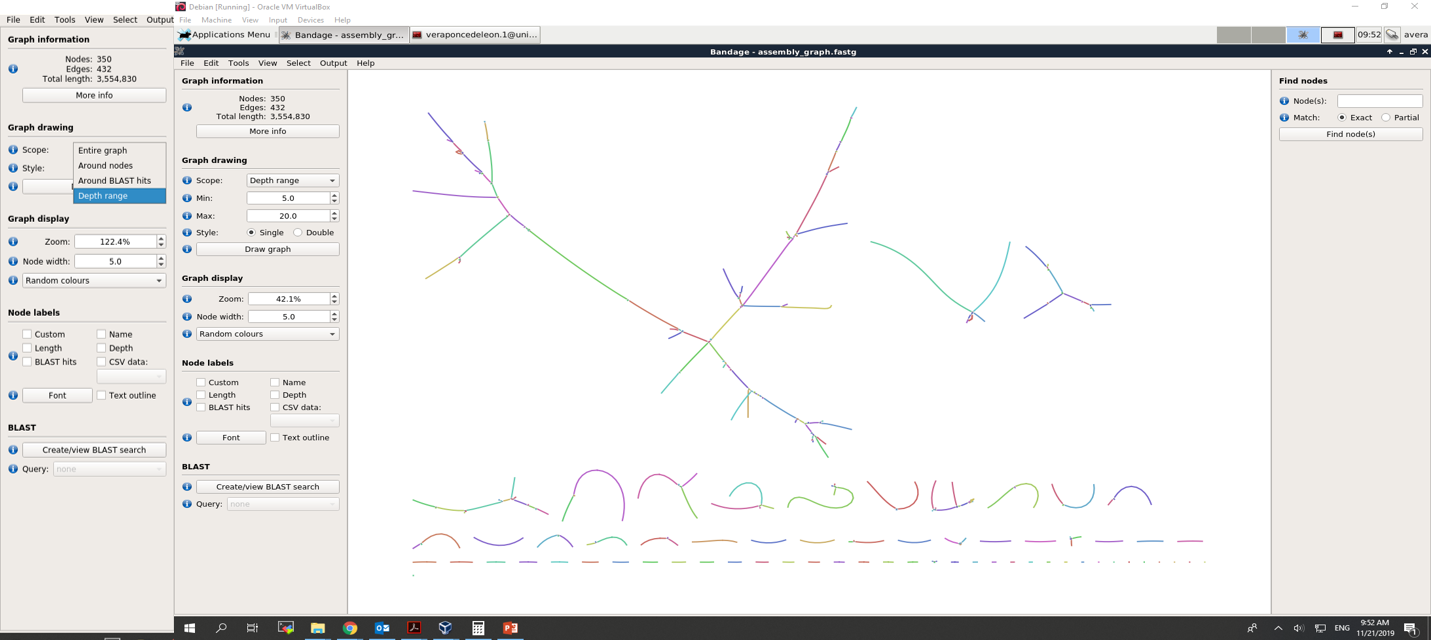 Debian [Running] - Oracle VM VirtualBox
File Edit Tools View Select Output
File Machine View Input Devices Help
Applications Menu
Bandage - assembly_gr...
veraponcedeleon.1@uni...
09:52
avera
Bandage - assembly_graph.fastg
Graph information
Nodes: 350
Edges: 432
Total length: 3,554,830
More info
Graph drawing
Scope:
Entire graph
Around nodes
Around BLAST hits
Depth range
Style:
Graph display
Zoom: 122.4%
Node width: 5.0
Random colours
Node labels
Custom Name
Length Depth
BLAST hits CSV data:
Font Text outline
BLAST
Create/view BLAST search
Query: none
File Edit Tools View Select Output Help
Graph information
Nodes: 350
Edges: 432
Total length: 3,554,830
More info
Graph drawing
Scope: Depth range
Min: 5.0
Max: 20.0
Style: Single Double
Draw graph
Graph display
Zoom: 42.1%
Node width: 5.0
Random colours
Node labels
Custom Name
Length Depth
BLAST hits CSV data:
Font Text outline
BLAST
Create/view BLAST search
Query: none
Find nodes
Node(s):
Match: Exact Partial
Find node(s)
ENG
9:52 AM
11/21/2019